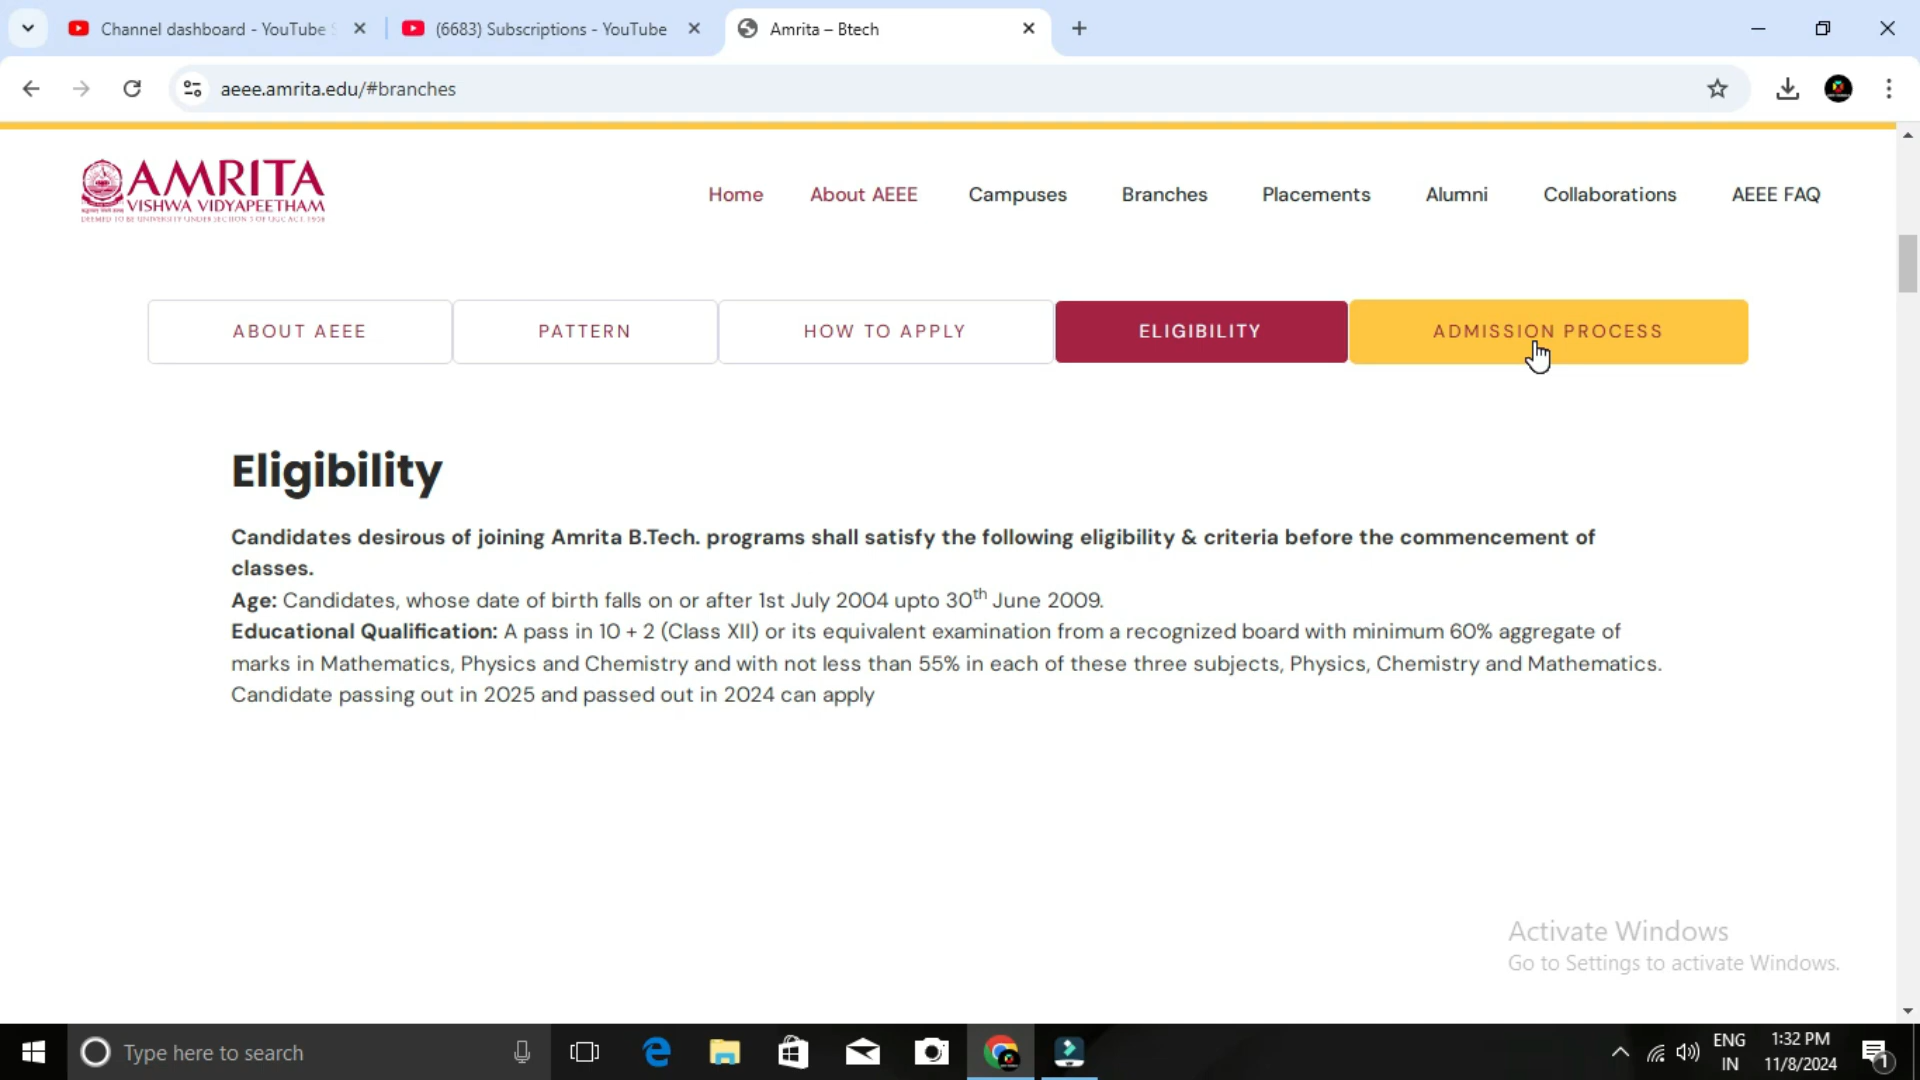 Channel dashboard - YouTube S
(6683) Subscriptions - YouTube
Amrita – Btech
aeee.amrita.edu/#branches
AMRITA
VISHWA VIDYAPEETHAM
DEEMED TO BE UNIVERSITY UNDER SECTION 3 OF UGC ACT 1956
Home
About AEEE
Campuses
Branches
Placements
Alumni
Collaborations
AEEE FAQ
ABOUT AEEE
PATTERN
HOW TO APPLY
ELIGIBILITY
ADMISSION PROCESS
Eligibility
Candidates desirous of joining Amrita B.Tech. programs shall satisfy the following eligibility & criteria before the commencement of
classes.
Age: Candidates, whose date of birth falls on or after 1st July 2004 upto 30th June 2009.
Educational Qualification: A pass in 10 + 2 (Class XII) or its equivalent examination from a recognized board with minimum 60% aggregate of
marks in Mathematics, Physics and Chemistry and with not less than 55% in each of these three subjects, Physics, Chemistry and Mathematics.
Candidate passing out in 2025 and passed out in 2024 can apply
Activate Windows
Go to Settings to activate Windows.
Type here to search
ENG
IN
1:32 PM
11/8/2024
1